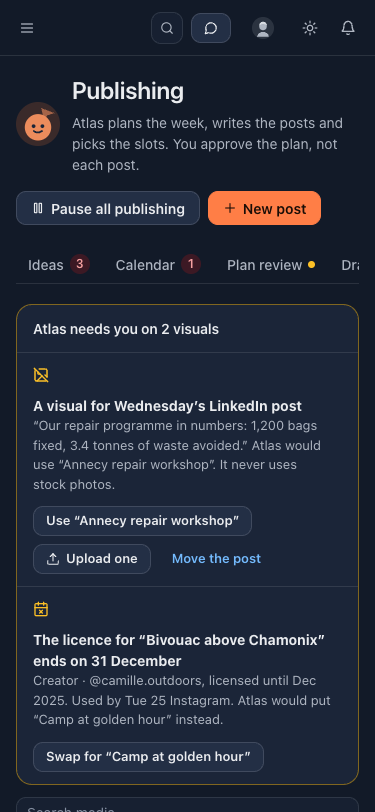 Publishing
Atlas plans the week, writes the posts and
picks the slots. You approve the plan, not
each post.
Pause all publishing
New post
Ideas 3
Calendar 1
Plan review
Dra
Atlas needs you on 2 visuals
A visual for Wednesday’s LinkedIn post
“Our repair programme in numbers: 1,200 bags
fixed, 3.4 tonnes of waste avoided.” Atlas would
use “Annecy repair workshop”. It never uses
stock photos.
Use “Annecy repair workshop”
Upload one
Move the post
The licence for “Bivouac above Chamonix”
ends on 31 December
Creator · @camille.outdoors, licensed until Dec
2025. Used by Tue 25 Instagram. Atlas would put
“Camp at golden hour” instead.
Swap for “Camp at golden hour”
Search media